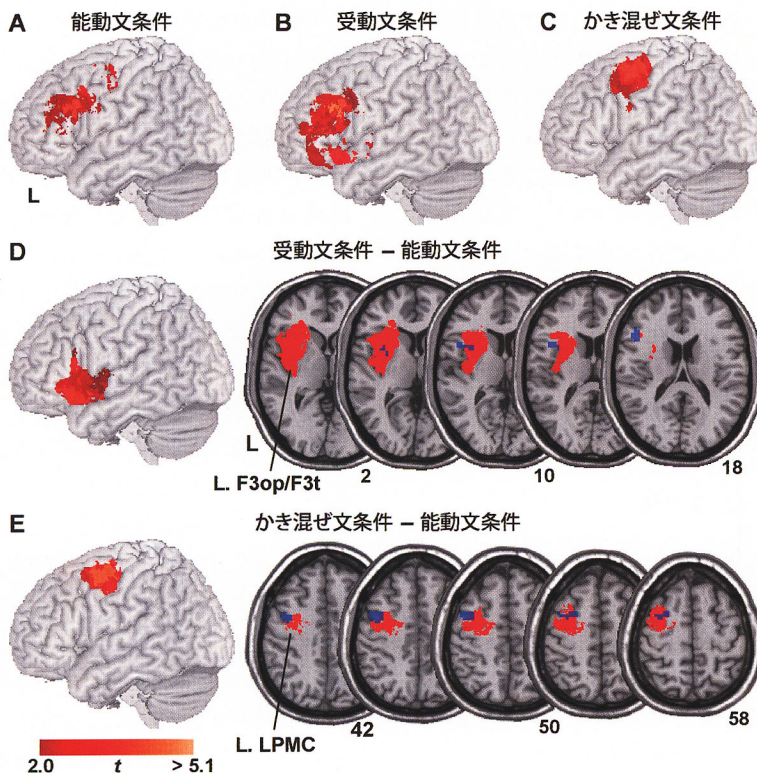 A 能動文条件
B 受動文条件
C かき混ぜ文条件
L
D 受動文条件 – 能動文条件
L
L. F3op/F3t
2
10
18
E かき混ぜ文条件 – 能動文条件
L. LPMC
42
50
58
2.0 t > 5.1